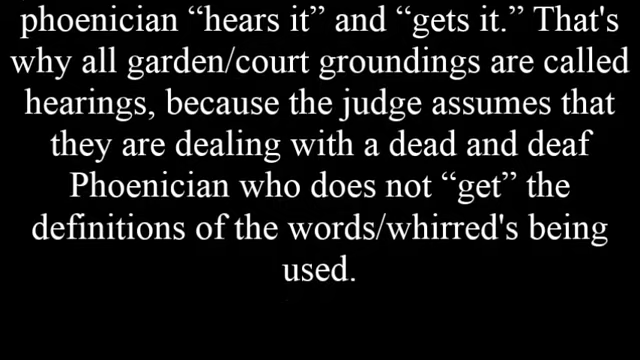 phoenician “hears it” and “gets it.” That's
why all garden/court groundings are called
hearings, because the judge assumes that
they are dealing with a dead and deaf
Phoenician who does not “get” the
definitions of the words/whirred's being
used.